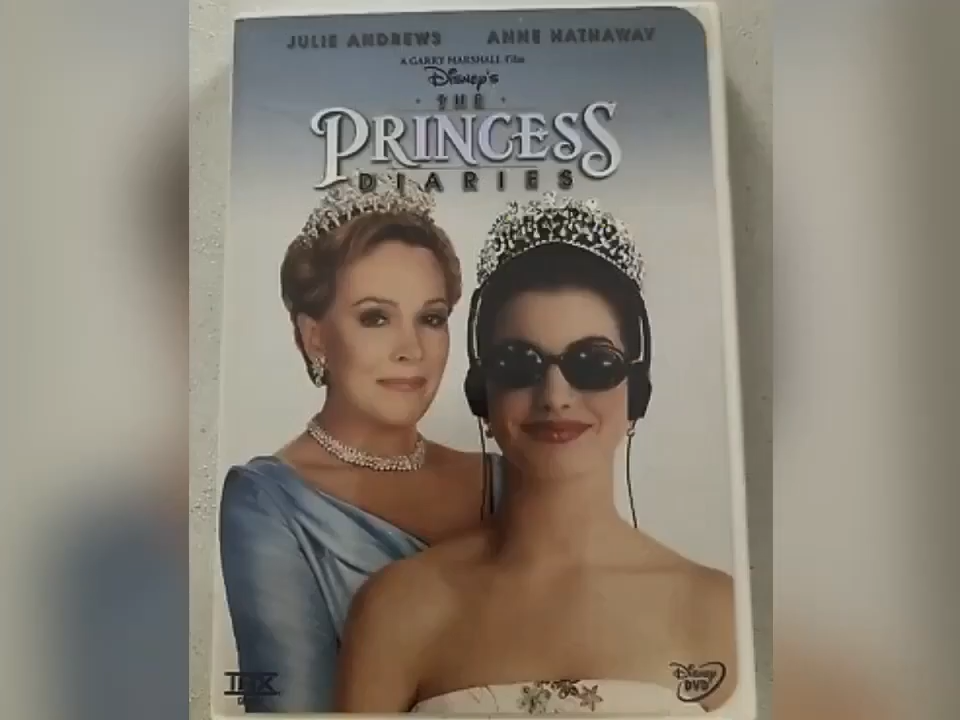 JULIE ANDREWS ANNE HATHAWAY
A GARRY MARSHALL Film
Disney's
THE
PRINCESS
DIARIES
THX
Disney
DVD